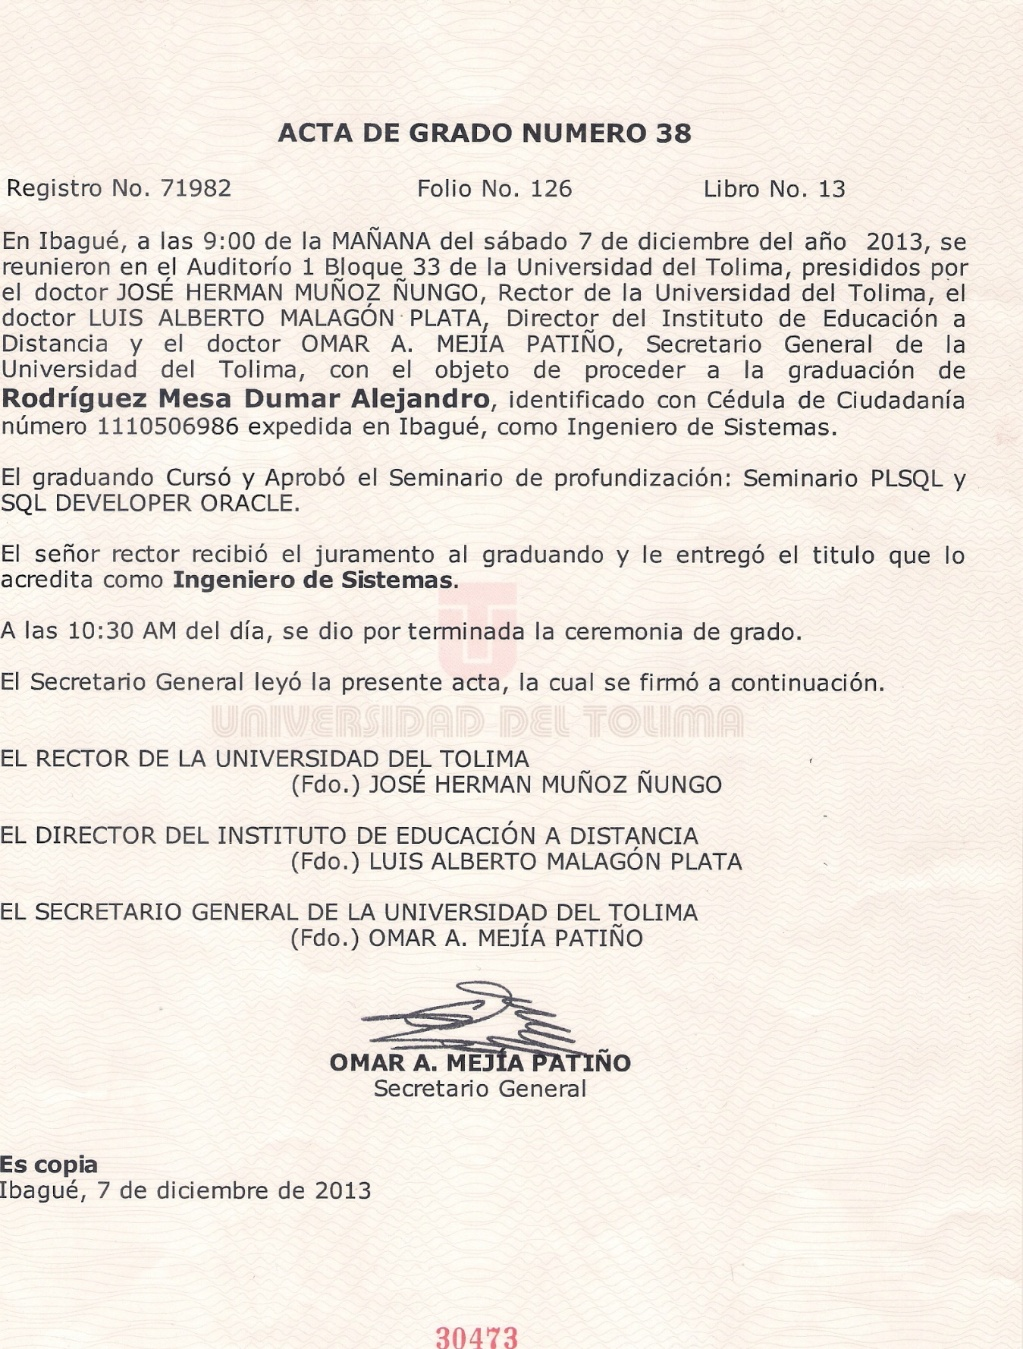 ACTA DE GRADO NUMERO 38
Registro No. 71982 Folio No. 126 Libro No. 13
En Ibagué, a las 9:00 de la MAÑANA del sábado 7 de diciembre del año 2013, se
reunieron en el Auditorío 1 Bloque 33 de la Universidad del Tolima, presididos por
el doctor JOSÉ HERMAN MUÑOZ ÑUNGO, Rector de la Universidad del Tolima, el
doctor LUIS ALBERTO MALAGÓN PLATA, Director del Instituto de Educación a
Distancia y el doctor OMAR A. MEJÍA PATIÑO, Secretario General de la
Universidad del Tolima, con el objeto de proceder a la graduación de
Rodríguez Mesa Dumar Alejandro, identificado con Cédula de Ciudadanía
número 1110506986 expedida en Ibagué, como Ingeniero de Sistemas.
El graduando Cursó y Aprobó el Seminario de profundización: Seminario PLSQL y
SQL DEVELOPER ORACLE.
El señor rector recibió el juramento al graduando y le entregó el titulo que lo
acredita como Ingeniero de Sistemas.
A las 10:30 AM del día, se dio por terminada la ceremonia de grado.
El Secretario General leyó la presente acta, la cual se firmó a continuación.
UNIVERSIDAD DEL TOLIMA
EL RECTOR DE LA UNIVERSIDAD DEL TOLIMA
(Fdo.) JOSÉ HERMAN MUÑOZ ÑUNGO
EL DIRECTOR DEL INSTITUTO DE EDUCACIÓN A DISTANCIA
(Fdo.) LUIS ALBERTO MALAGÓN PLATA
EL SECRETARIO GENERAL DE LA UNIVERSIDAD DEL TOLIMA
(Fdo.) OMAR A. MEJÍA PATIÑO
OMAR A. MEJÍA PATIÑO
Secretario General
Es copia
Ibagué, 7 de diciembre de 2013
30473